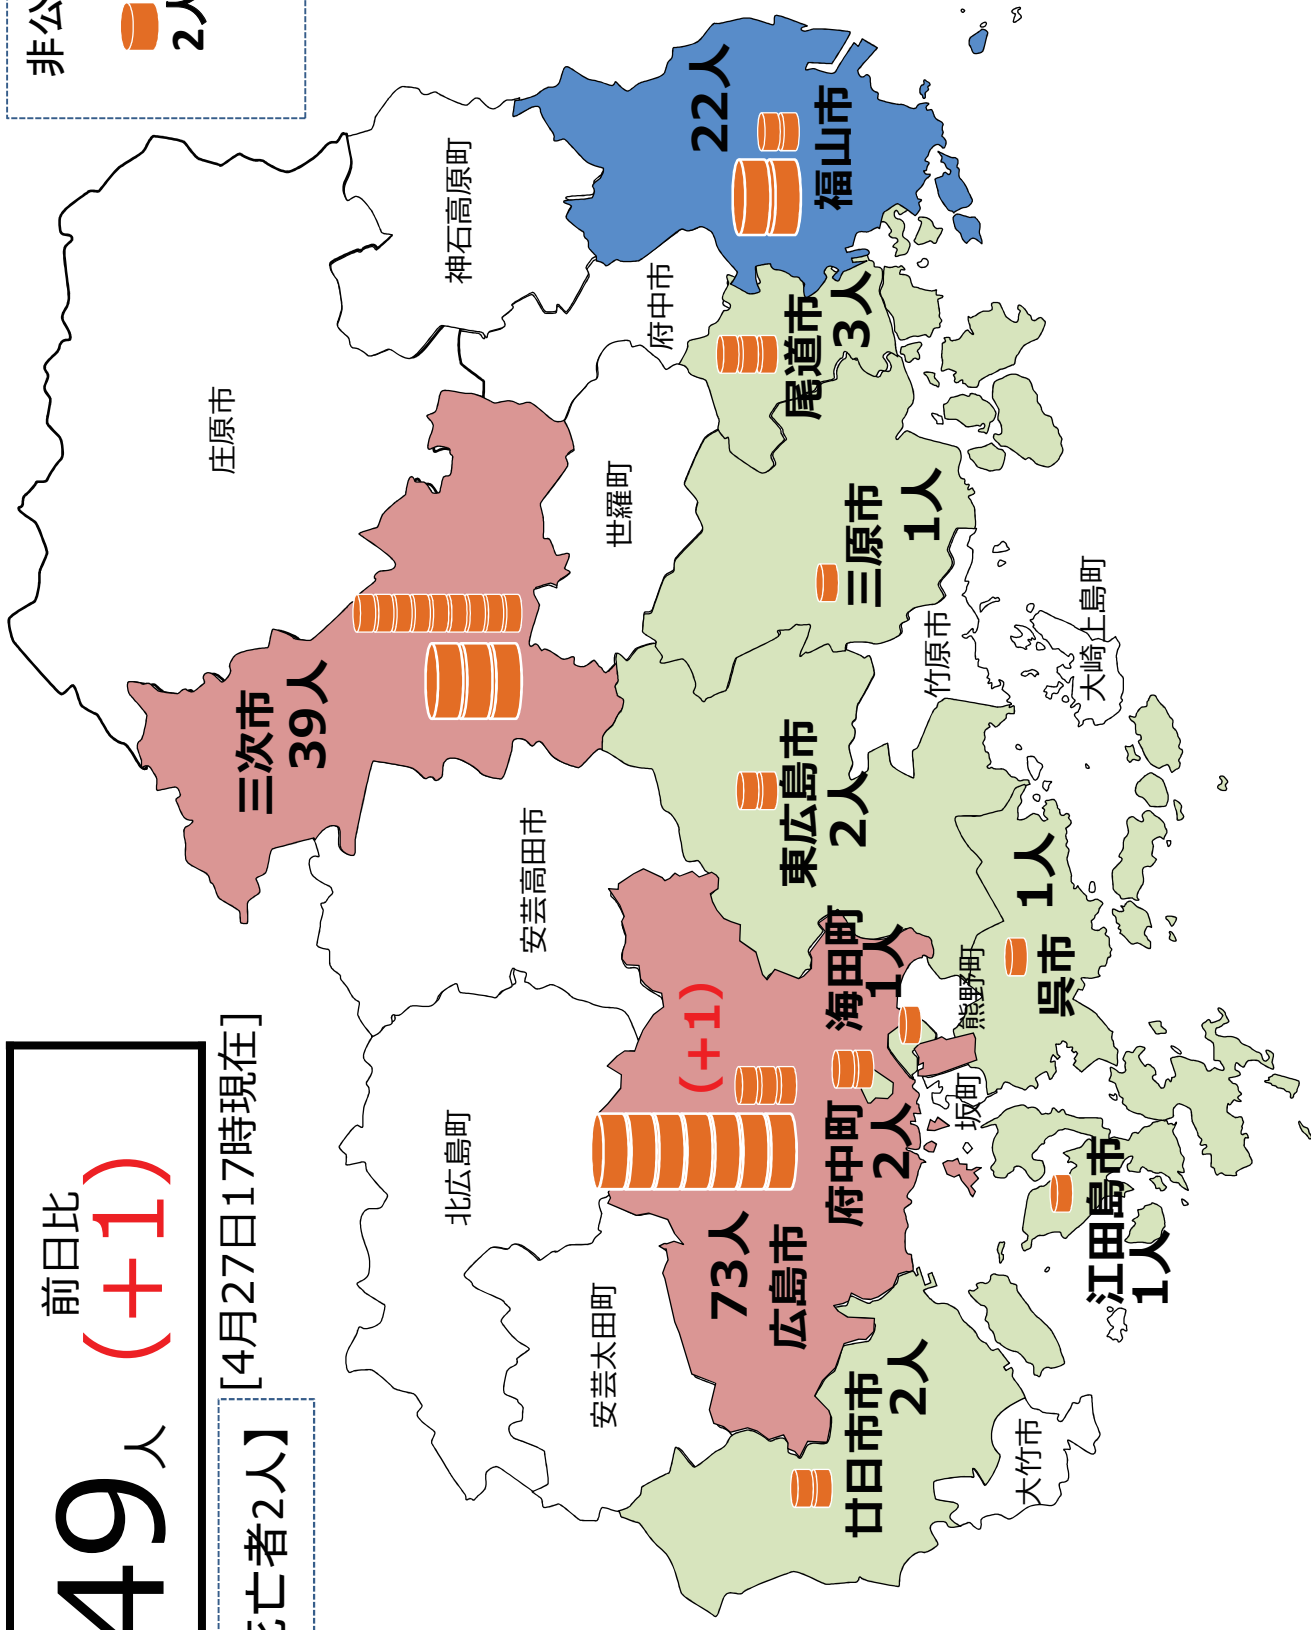 49人
前日比
(+1)
[4月27日17時現在]
死亡者2人】
非公
2人
庄原市
神石高原町
三次市
39人
府中市
22人
福山市
世羅町
尾道市
3人
三原市
1人
安芸高田市
北広島町
安芸太田町
(+1)
73人
広島市
東広島市
2人
竹原市
大崎上島町
海田町
1人
府中町
2人
熊野町
坂町
呉市
1人
江田島市
1人
廿日市市
2人
大竹市